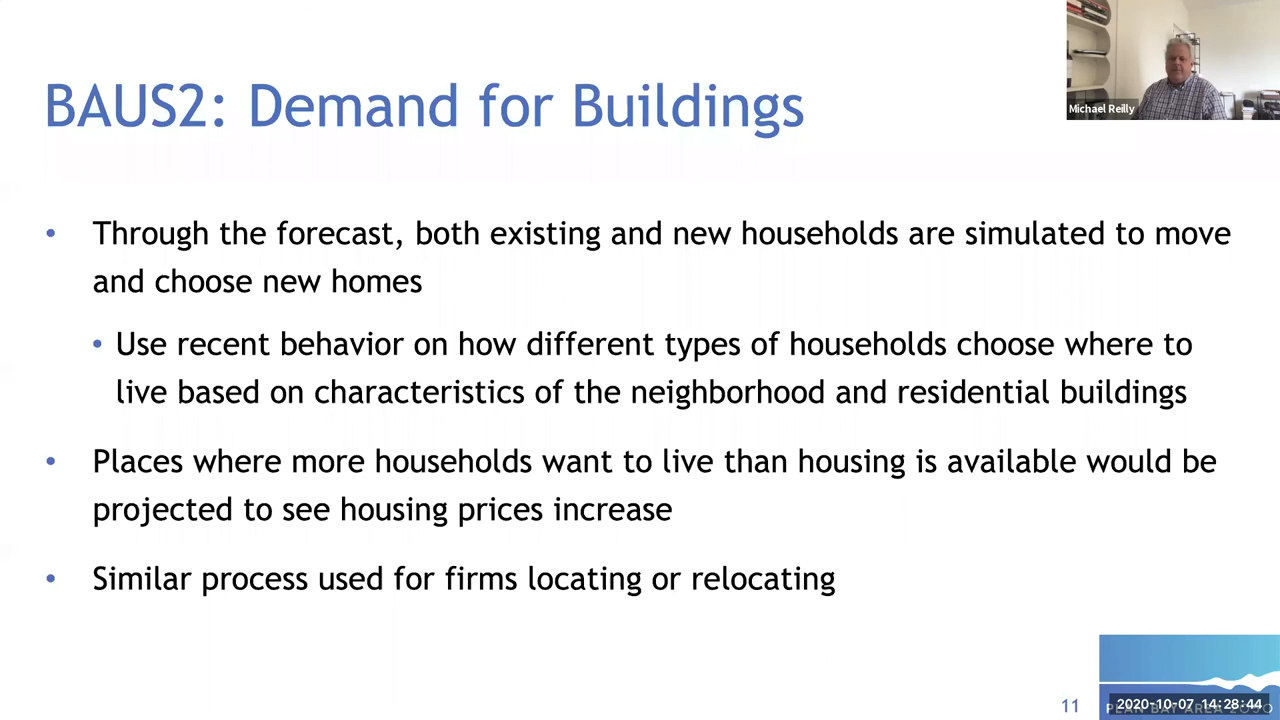 BAUS2: Demand for Buildings
Michael Reilly
• Through the forecast, both existing and new households are simulated to move
and choose new homes
• Use recent behavior on how different types of households choose where to
live based on characteristics of the neighborhood and residential buildings
• Places where more households want to live than housing is available would be
projected to see housing prices increase
• Similar process used for firms locating or relocating
11
PLAN BAY AREA 2050
2020-10-07 14:28:44